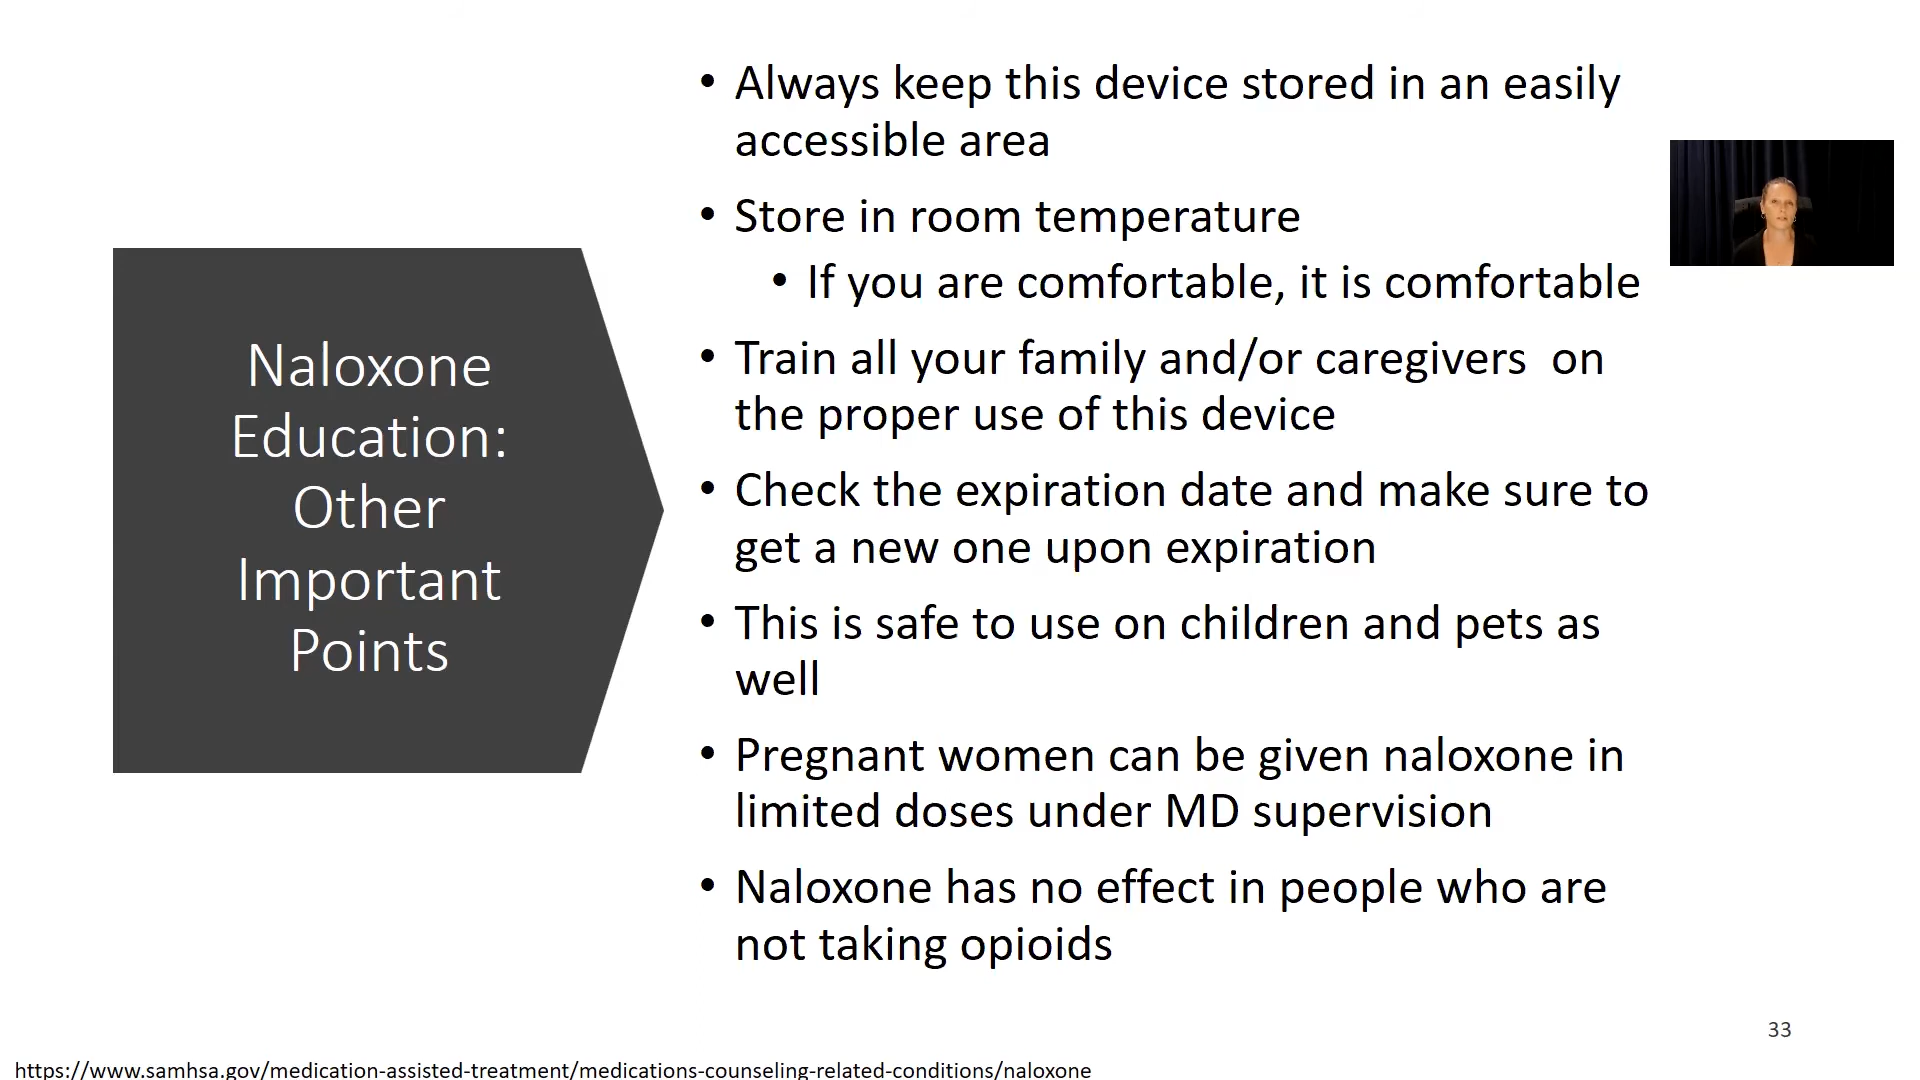 Naloxone
Education:
Other
Important
Points
• Always keep this device stored in an easily
accessible area
• Store in room temperature
• If you are comfortable, it is comfortable
• Train all your family and/or caregivers  on
the proper use of this device
• Check the expiration date and make sure to
get a new one upon expiration
• This is safe to use on children and pets as
well
• Pregnant women can be given naloxone in
limited doses under MD supervision
• Naloxone has no effect in people who are
not taking opioids
33
https://www.samhsa.gov/medication-assisted-treatment/medications-counseling-related-conditions/naloxone